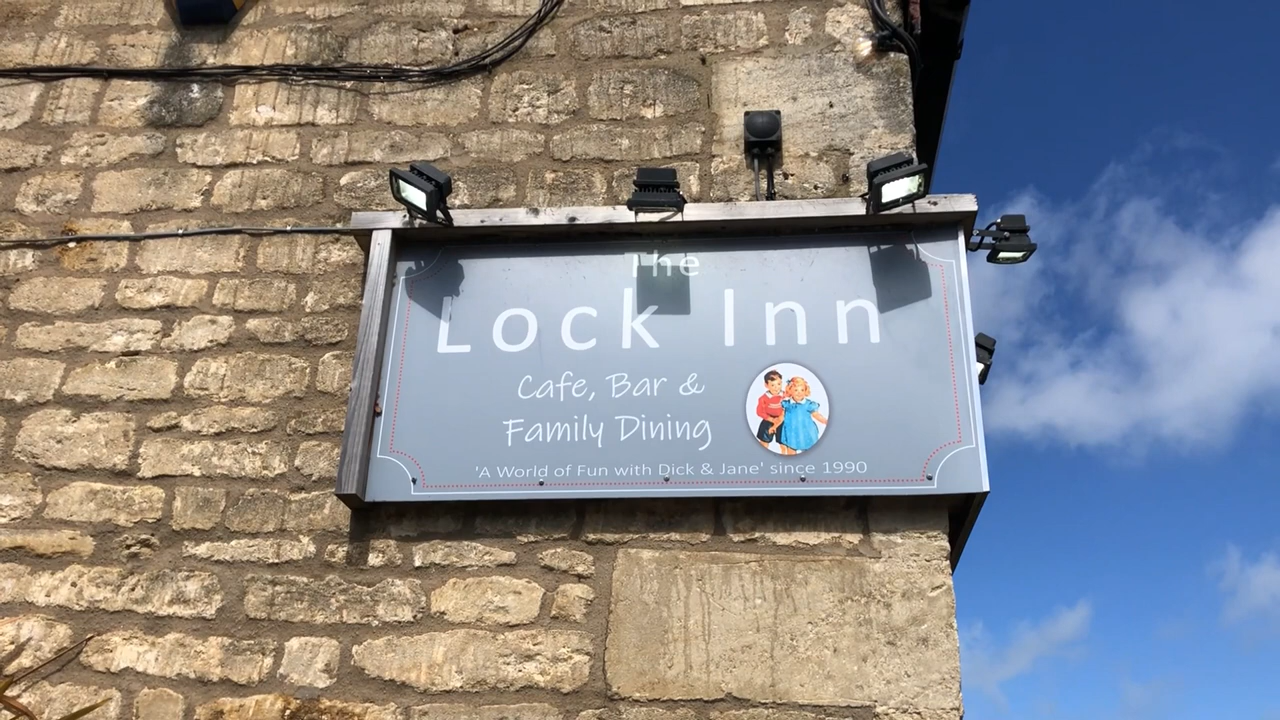 The
Lock Inn
Cafe, Bar &
Family Dining
'A World of Fun with Dick & Jane' since 1990